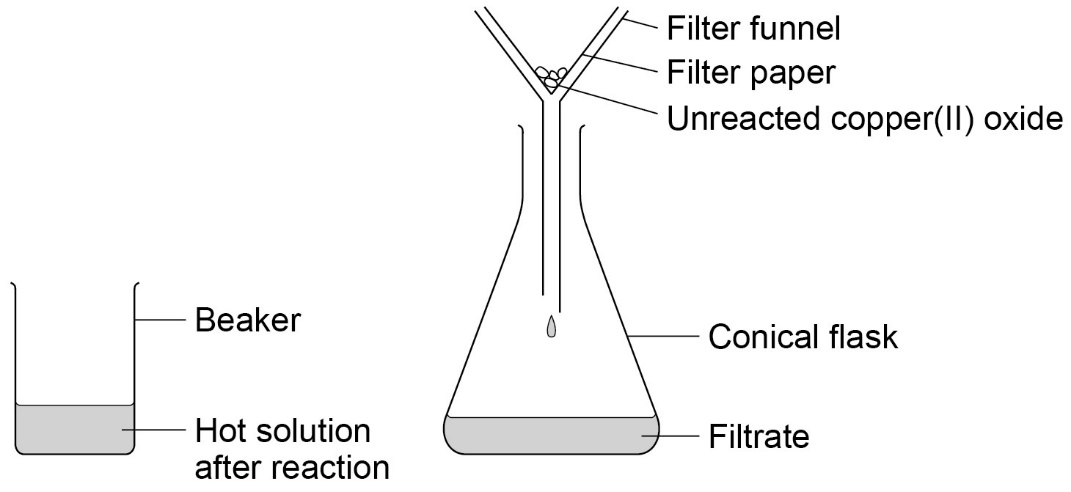 Filter funnel
Filter paper
Unreacted copper(II) oxide
Beaker
Hot solution
after reaction
Conical flask
Filtrate